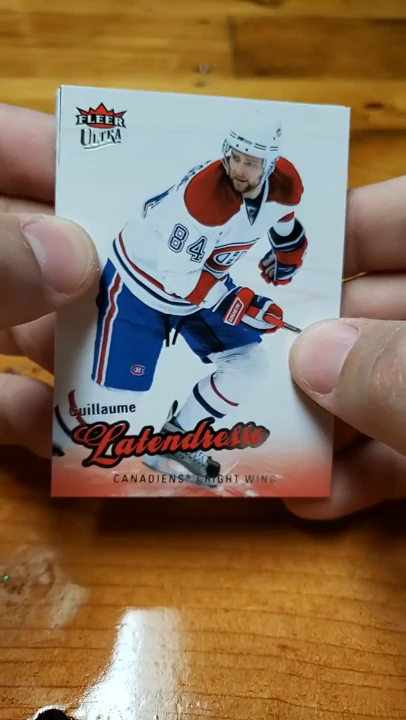 FLEER
ULTRA
84
Guillaume
Latendresse
CANADIENS® / RIGHT WING